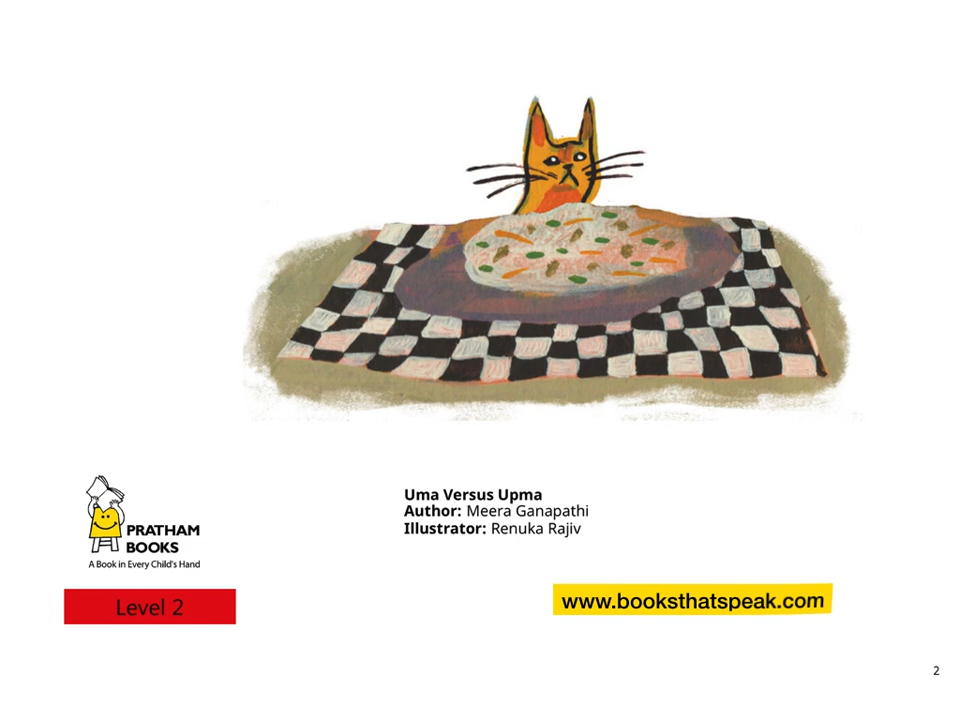 Uma Versus Upma
Author: Meera Ganapathi
Illustrator: Renuka Rajiv
PRATHAM
BOOKS
A Book in Every Child's Hand
Level 2
www.booksthatspeak.com
2